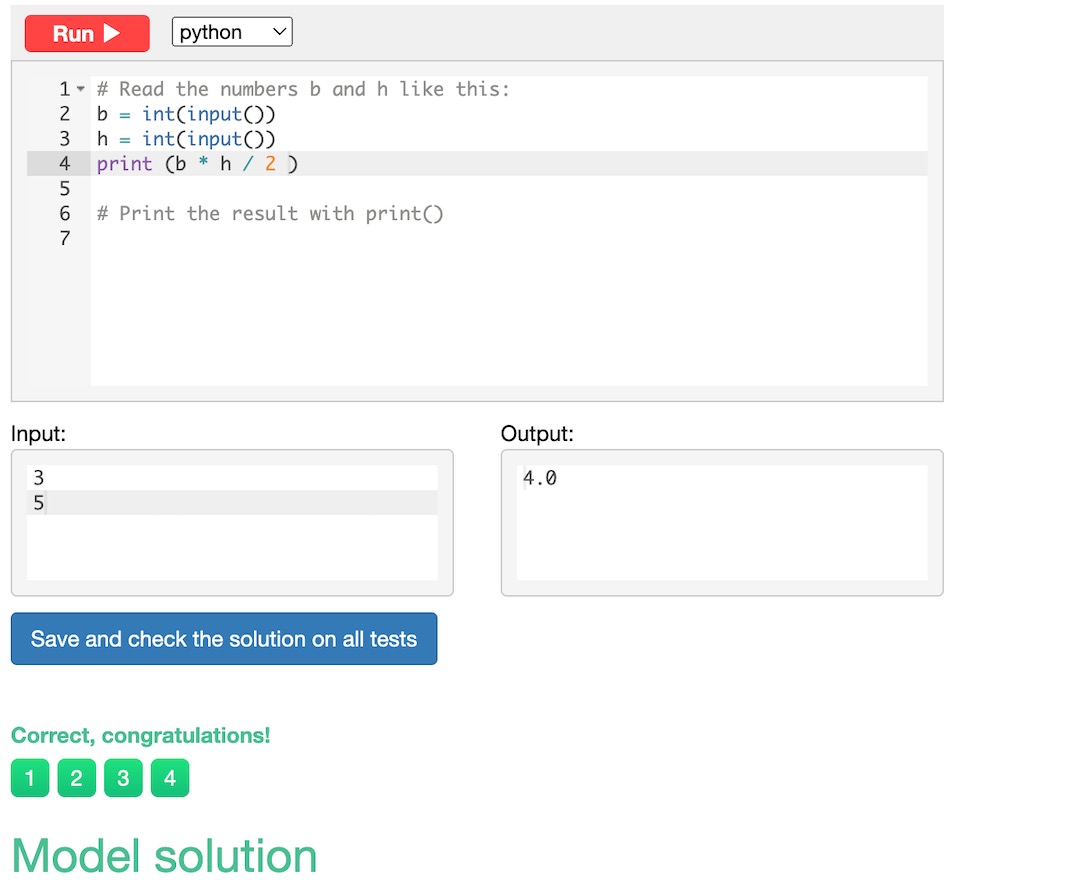 Run ▶ python
1 # Read the numbers b and h like this:
2 b = int(input())
3 h = int(input())
4 print (b * h / 2 )
5
6 # Print the result with print()
7
Input: Output:
3 4.0
5
Save and check the solution on all tests
Correct, congratulations!
1 2 3 4
Model solution